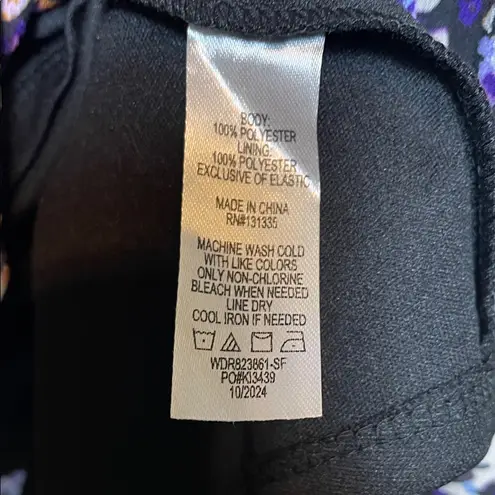 BODY:
100% POLYESTER
LINING:
100% POLYESTER
EXCLUSIVE OF ELASTIC
MADE IN CHINA
RN#131335
MACHINE WASH COLD
WITH LIKE COLORS
ONLY NON-CHLORINE
BLEACH WHEN NEEDED
LINE DRY
COOL IRON IF NEEDED
WDR823861-SF
PO#KI3439
10/2024